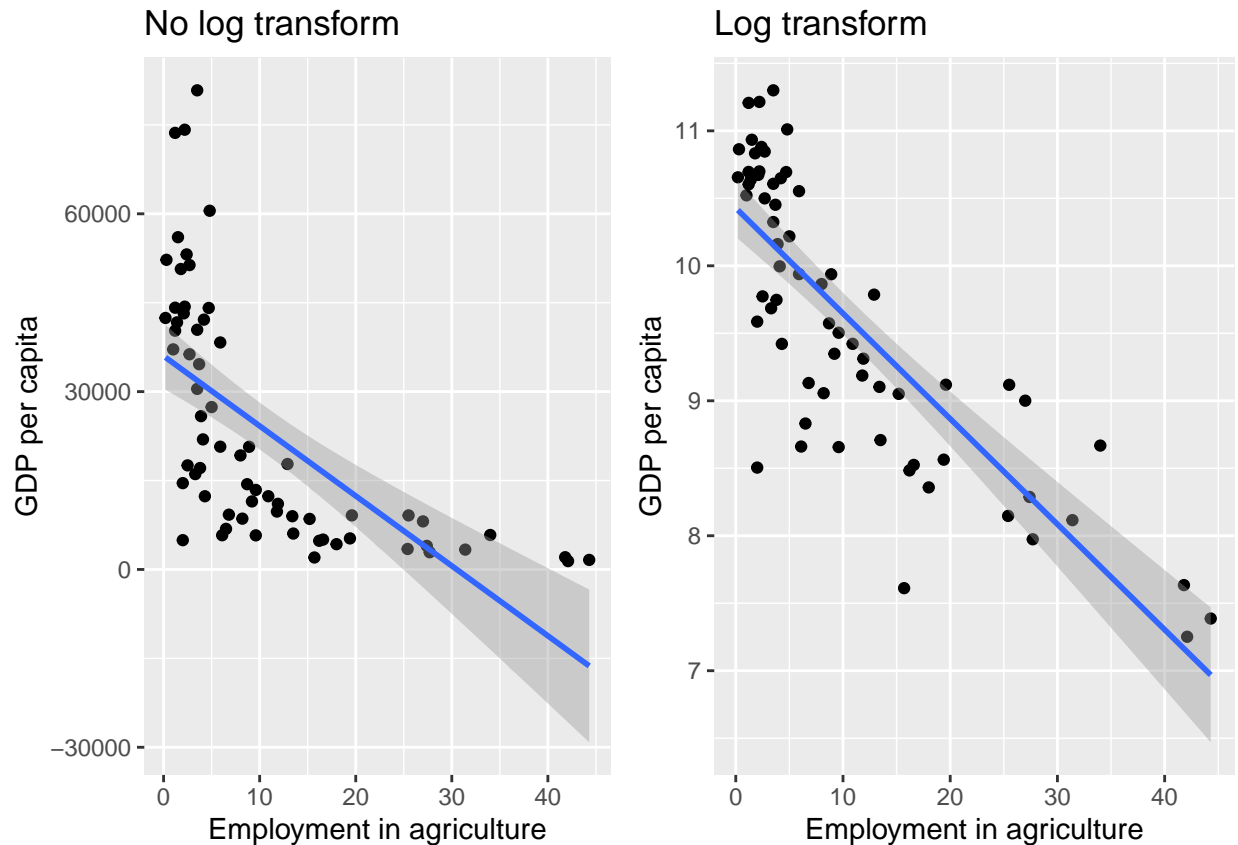 No log transform
GDP per capita
60000
30000
0
−30000
0 10 20 30 40
Employment in agriculture
Log transform
GDP per capita
11
10
9
8
7
0 10 20 30 40
Employment in agriculture